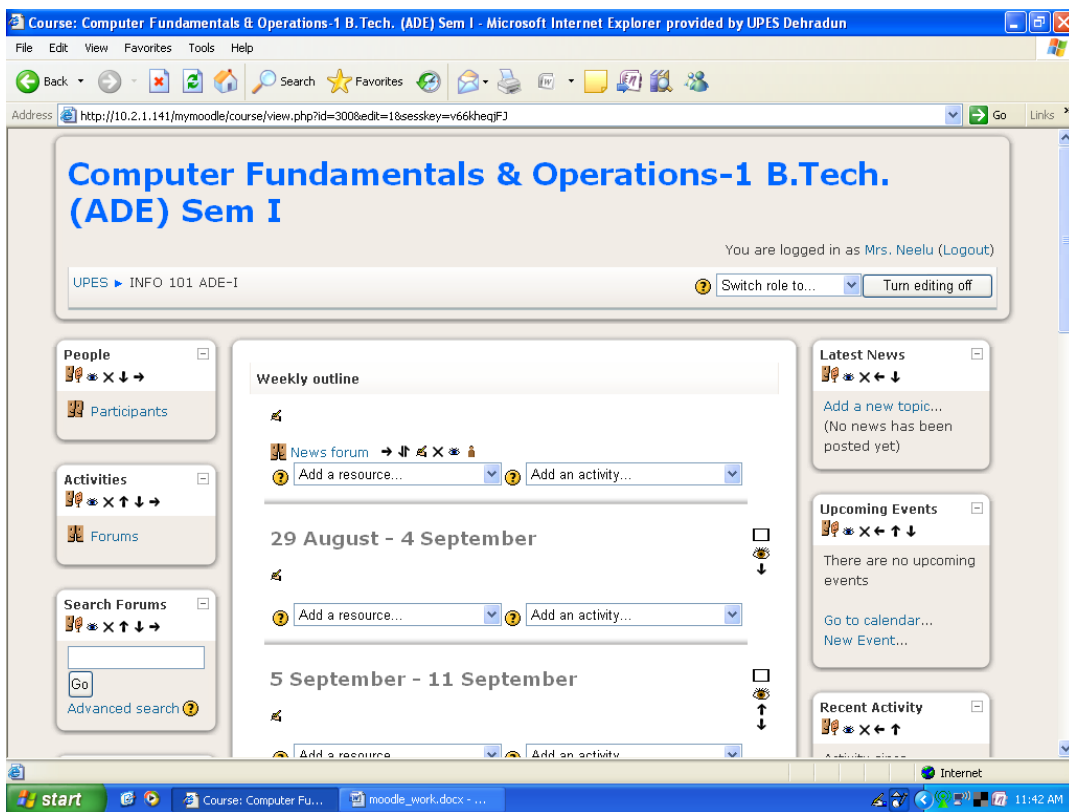 Course: Computer Fundamentals & Operations-1 B.Tech. (ADE) Sem I - Microsoft Internet Explorer provided by UPES Dehradun
File Edit View Favorites Tools Help
Back Search Favorites
Address http://10.2.1.141/mymoodle/course/view.php?id=300&edit=1&sesskey=v66kheqjFJ Go Links
Computer Fundamentals & Operations-1 B.Tech.
(ADE) Sem I
You are logged in as Mrs. Neelu (Logout)
UPES ► INFO 101 ADE-I
Switch role to... Turn editing off
People
Participants
Activities
Forums
Search Forums
Go
Advanced search
Weekly outline
News forum
Add a resource... Add an activity...
29 August - 4 September
Add a resource... Add an activity...
5 September - 11 September
Add a resource... Add an activity...
Latest News
Add a new topic...
(No news has been
posted yet)
Upcoming Events
There are no upcoming
events
Go to calendar...
New Event...
Recent Activity
Activity since
Internet
start Course: Computer Fu... moodle_work.docx - ... 11:42 AM